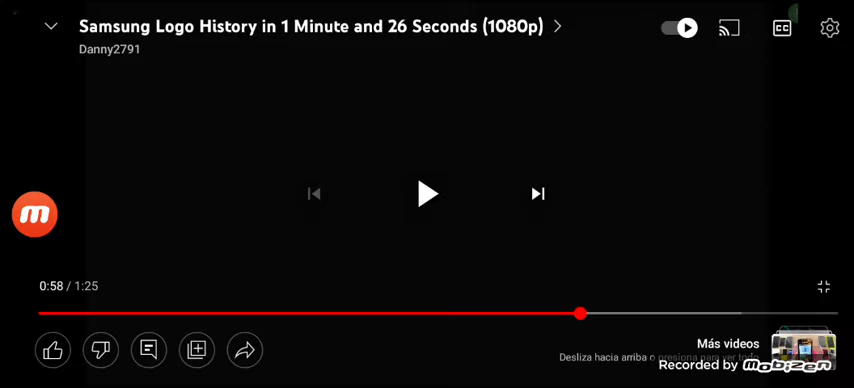 Samsung Logo History in 1 Minute and 26 Seconds (1080p)
Danny2791
CC
m
0:58 / 1:25
Más videos
Desliza hacia arriba o presiona para ver todo
Recorded by mobizen